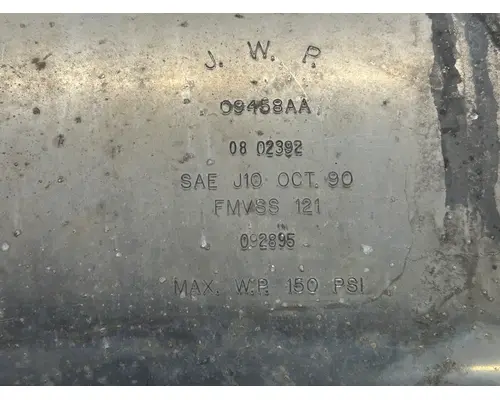 J. W. P.
09458AA
08 02392
SAE J10 OCT. 90
FMVSS 121
092895
MAX. W.P. 150 PSI